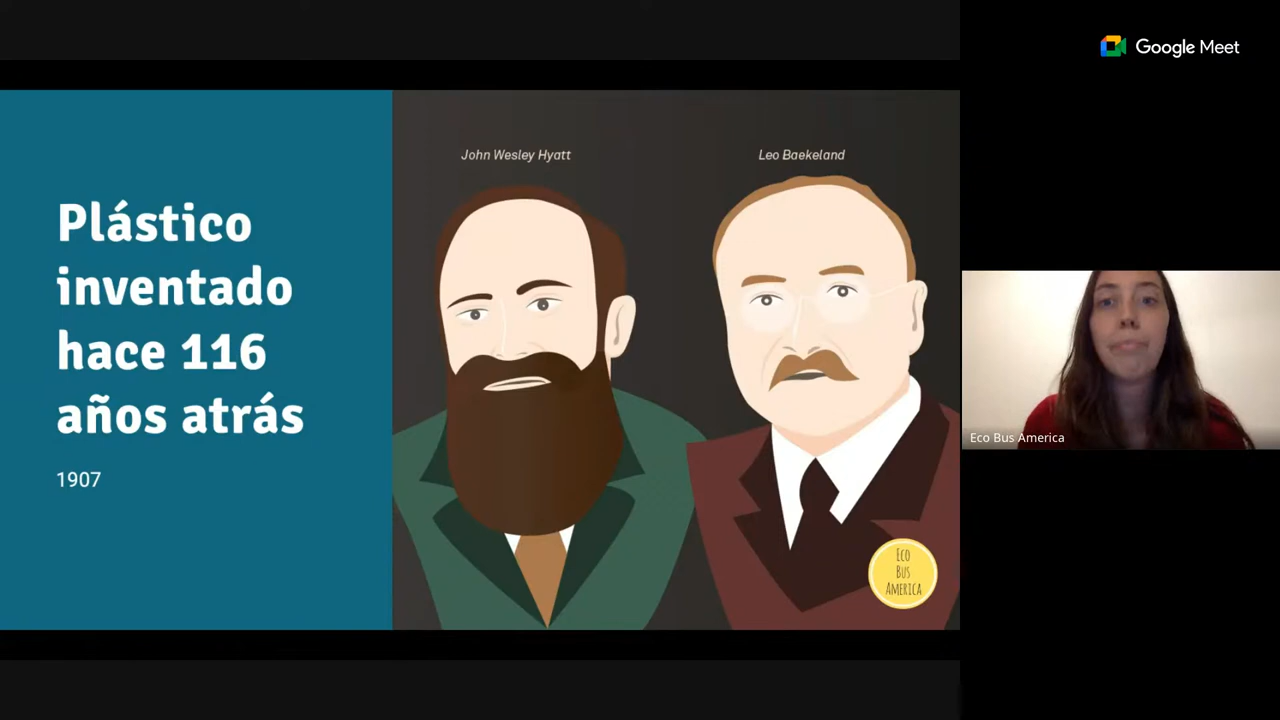 Google Meet
John Wesley Hyatt
Leo Baekeland
Plástico
inventado
hace 116
años atrás
1907
Eco Bus America
ECO
BUS
AMERICA